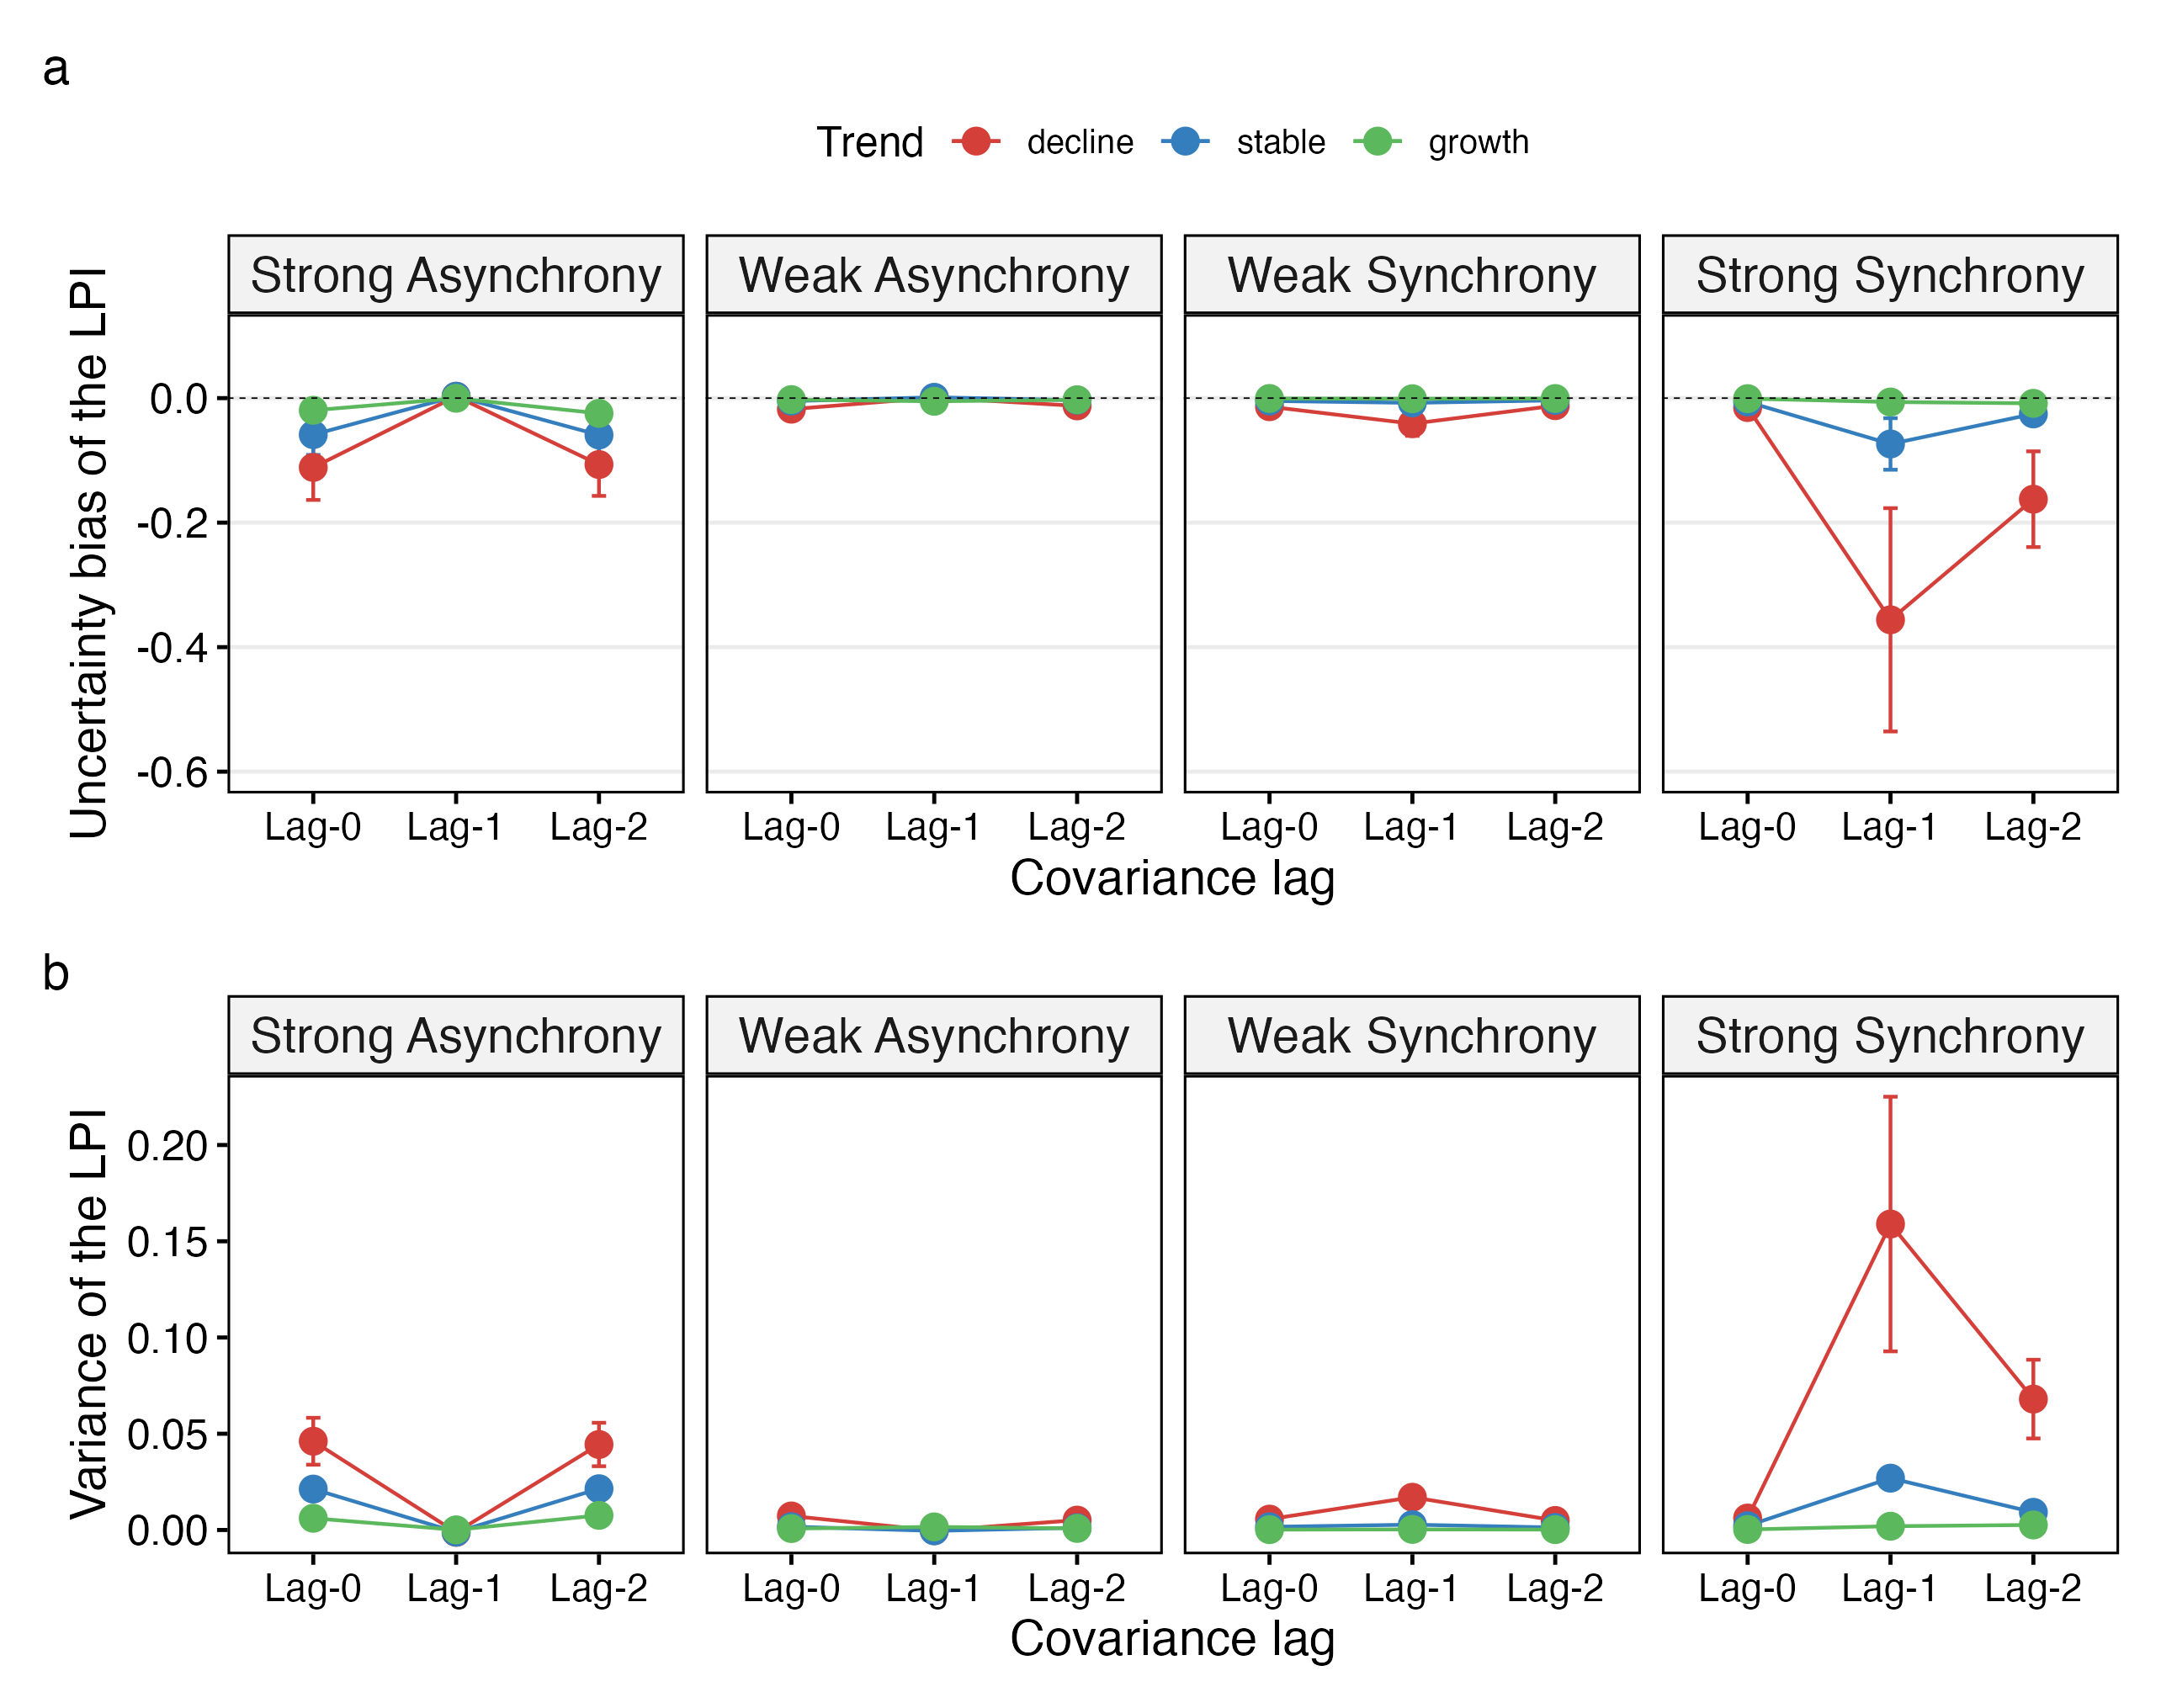 a
Trend decline stable growth
Strong Asynchrony Weak Asynchrony Weak Synchrony Strong Synchrony
Uncertainty bias of the LPI
0.0
-0.2
-0.4
-0.6
Lag-0 Lag-1 Lag-2 Lag-0 Lag-1 Lag-2 Lag-0 Lag-1 Lag-2 Lag-0 Lag-1 Lag-2
Covariance lag
b
Strong Asynchrony Weak Asynchrony Weak Synchrony Strong Synchrony
Variance of the LPI
0.20
0.15
0.10
0.05
0.00
Lag-0 Lag-1 Lag-2 Lag-0 Lag-1 Lag-2 Lag-0 Lag-1 Lag-2 Lag-0 Lag-1 Lag-2
Covariance lag